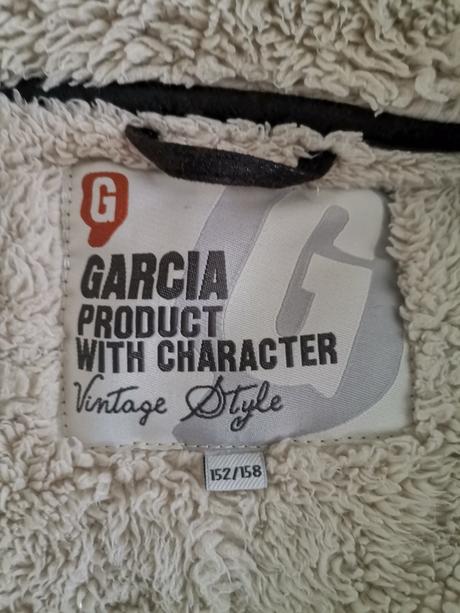 G
GARCIA
PRODUCT
WITH CHARACTER
Vintage Style
152/158